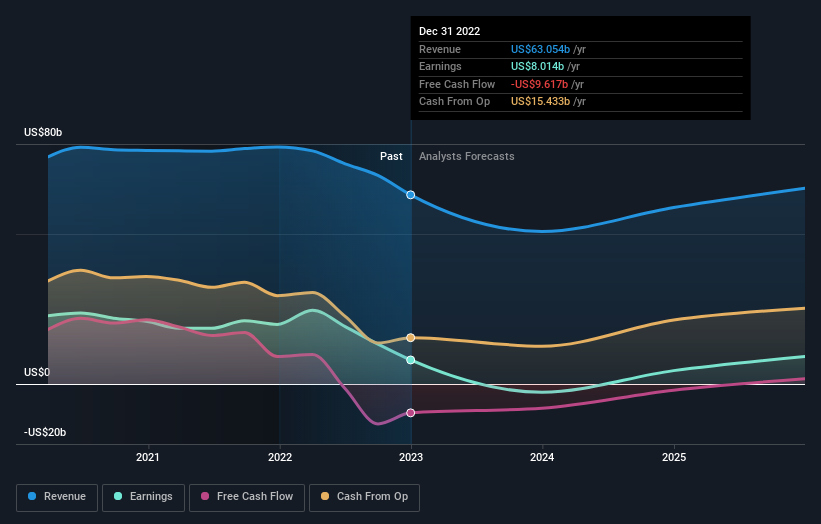 Dec 31 2022
Revenue US$63.054b /yr
Earnings US$8.014b /yr
Free Cash Flow -US$9.617b /yr
Cash From Op US$15.433b /yr
US$80b
Past Analysts Forecasts
US$0
-US$20b
2021 2022 2023 2024 2025
Revenue Earnings Free Cash Flow Cash From Op